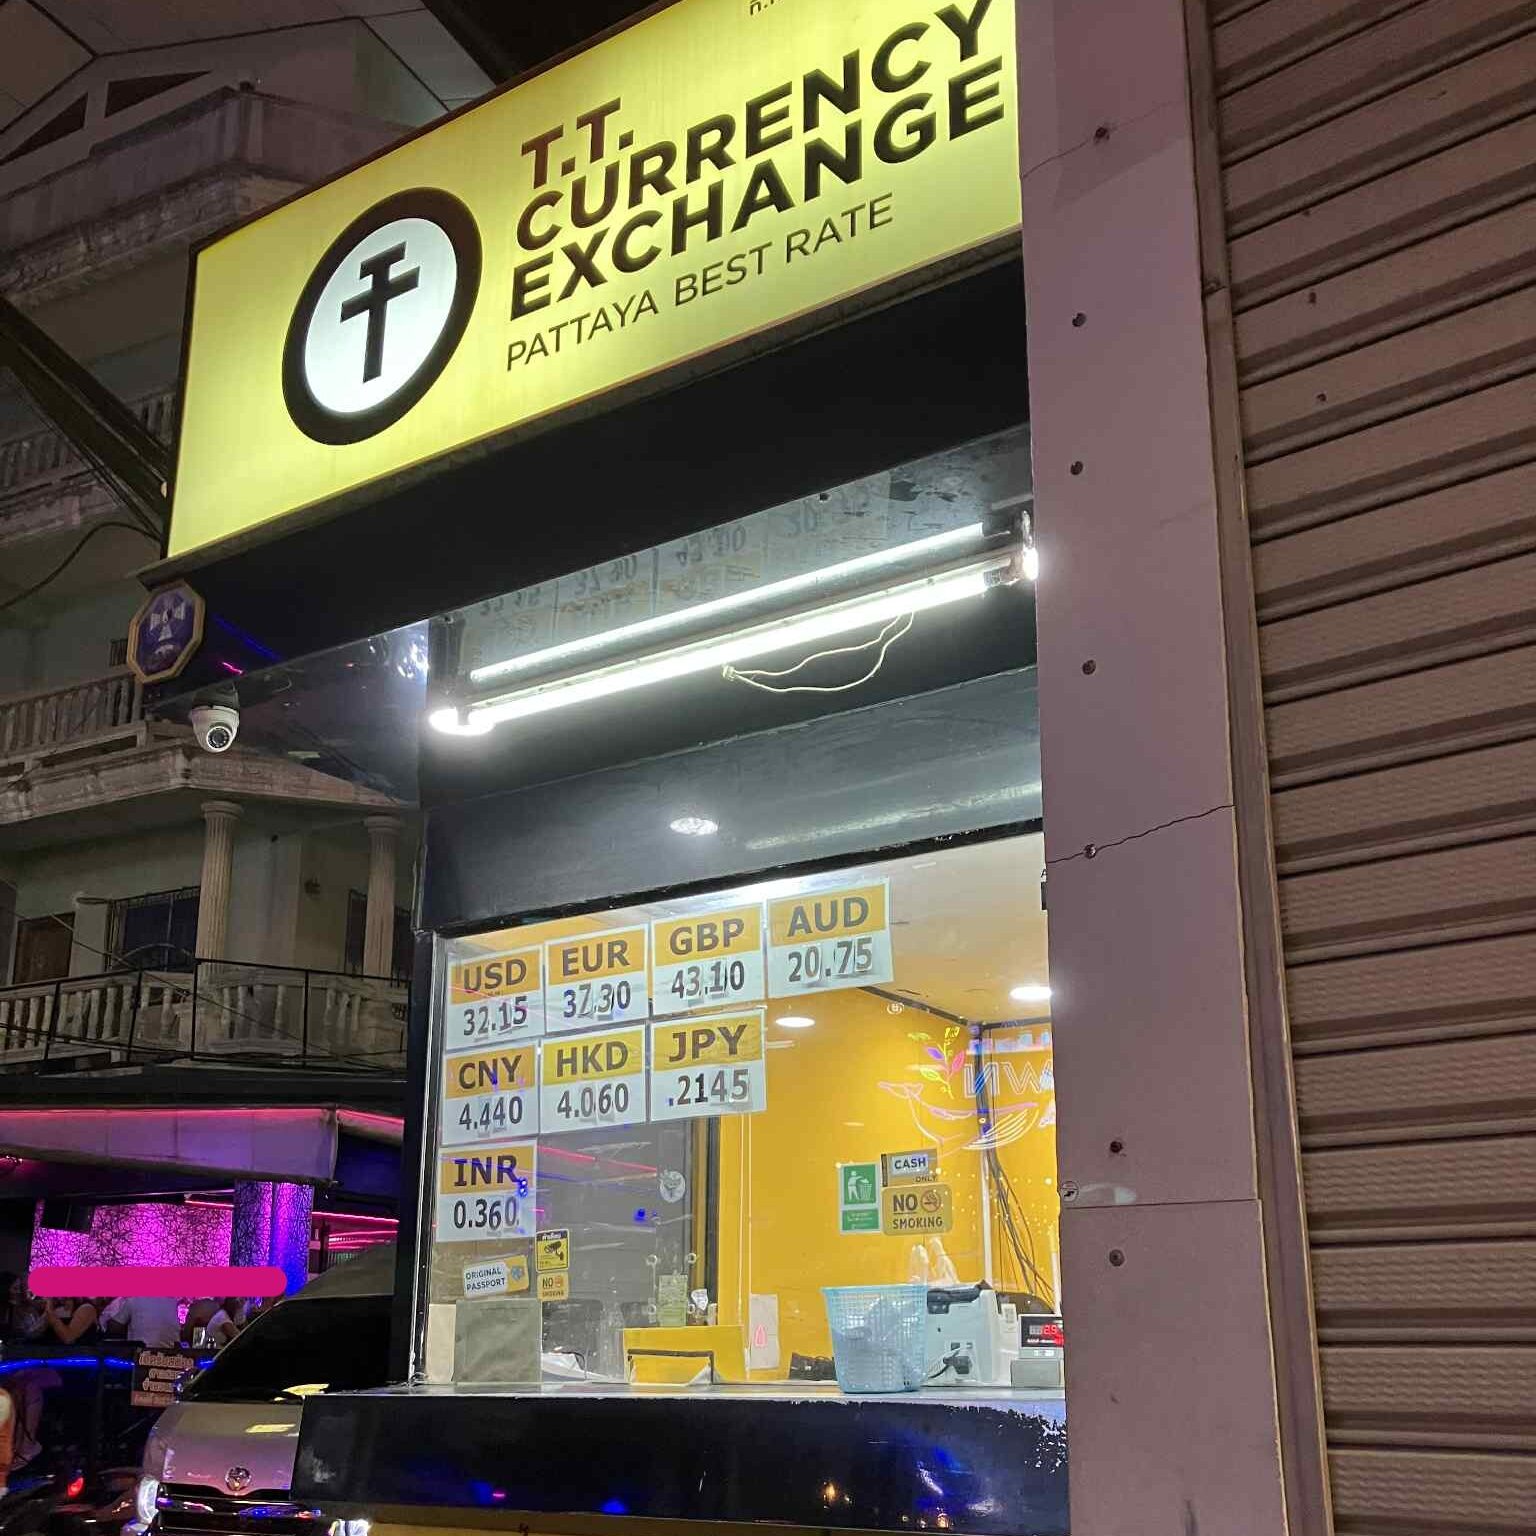 T.T.
CURRENCY
EXCHANGE
PATTAYA BEST RATE
USD
32.15
EUR
37.30
GBP
43.10
AUD
20.75
CNY
4.440
HKD
4.060
JPY
.2145
INR
0.360
CASH
ONLY
NO
SMOKING
ORIGINAL
PASSPORT
NO
SMOKING